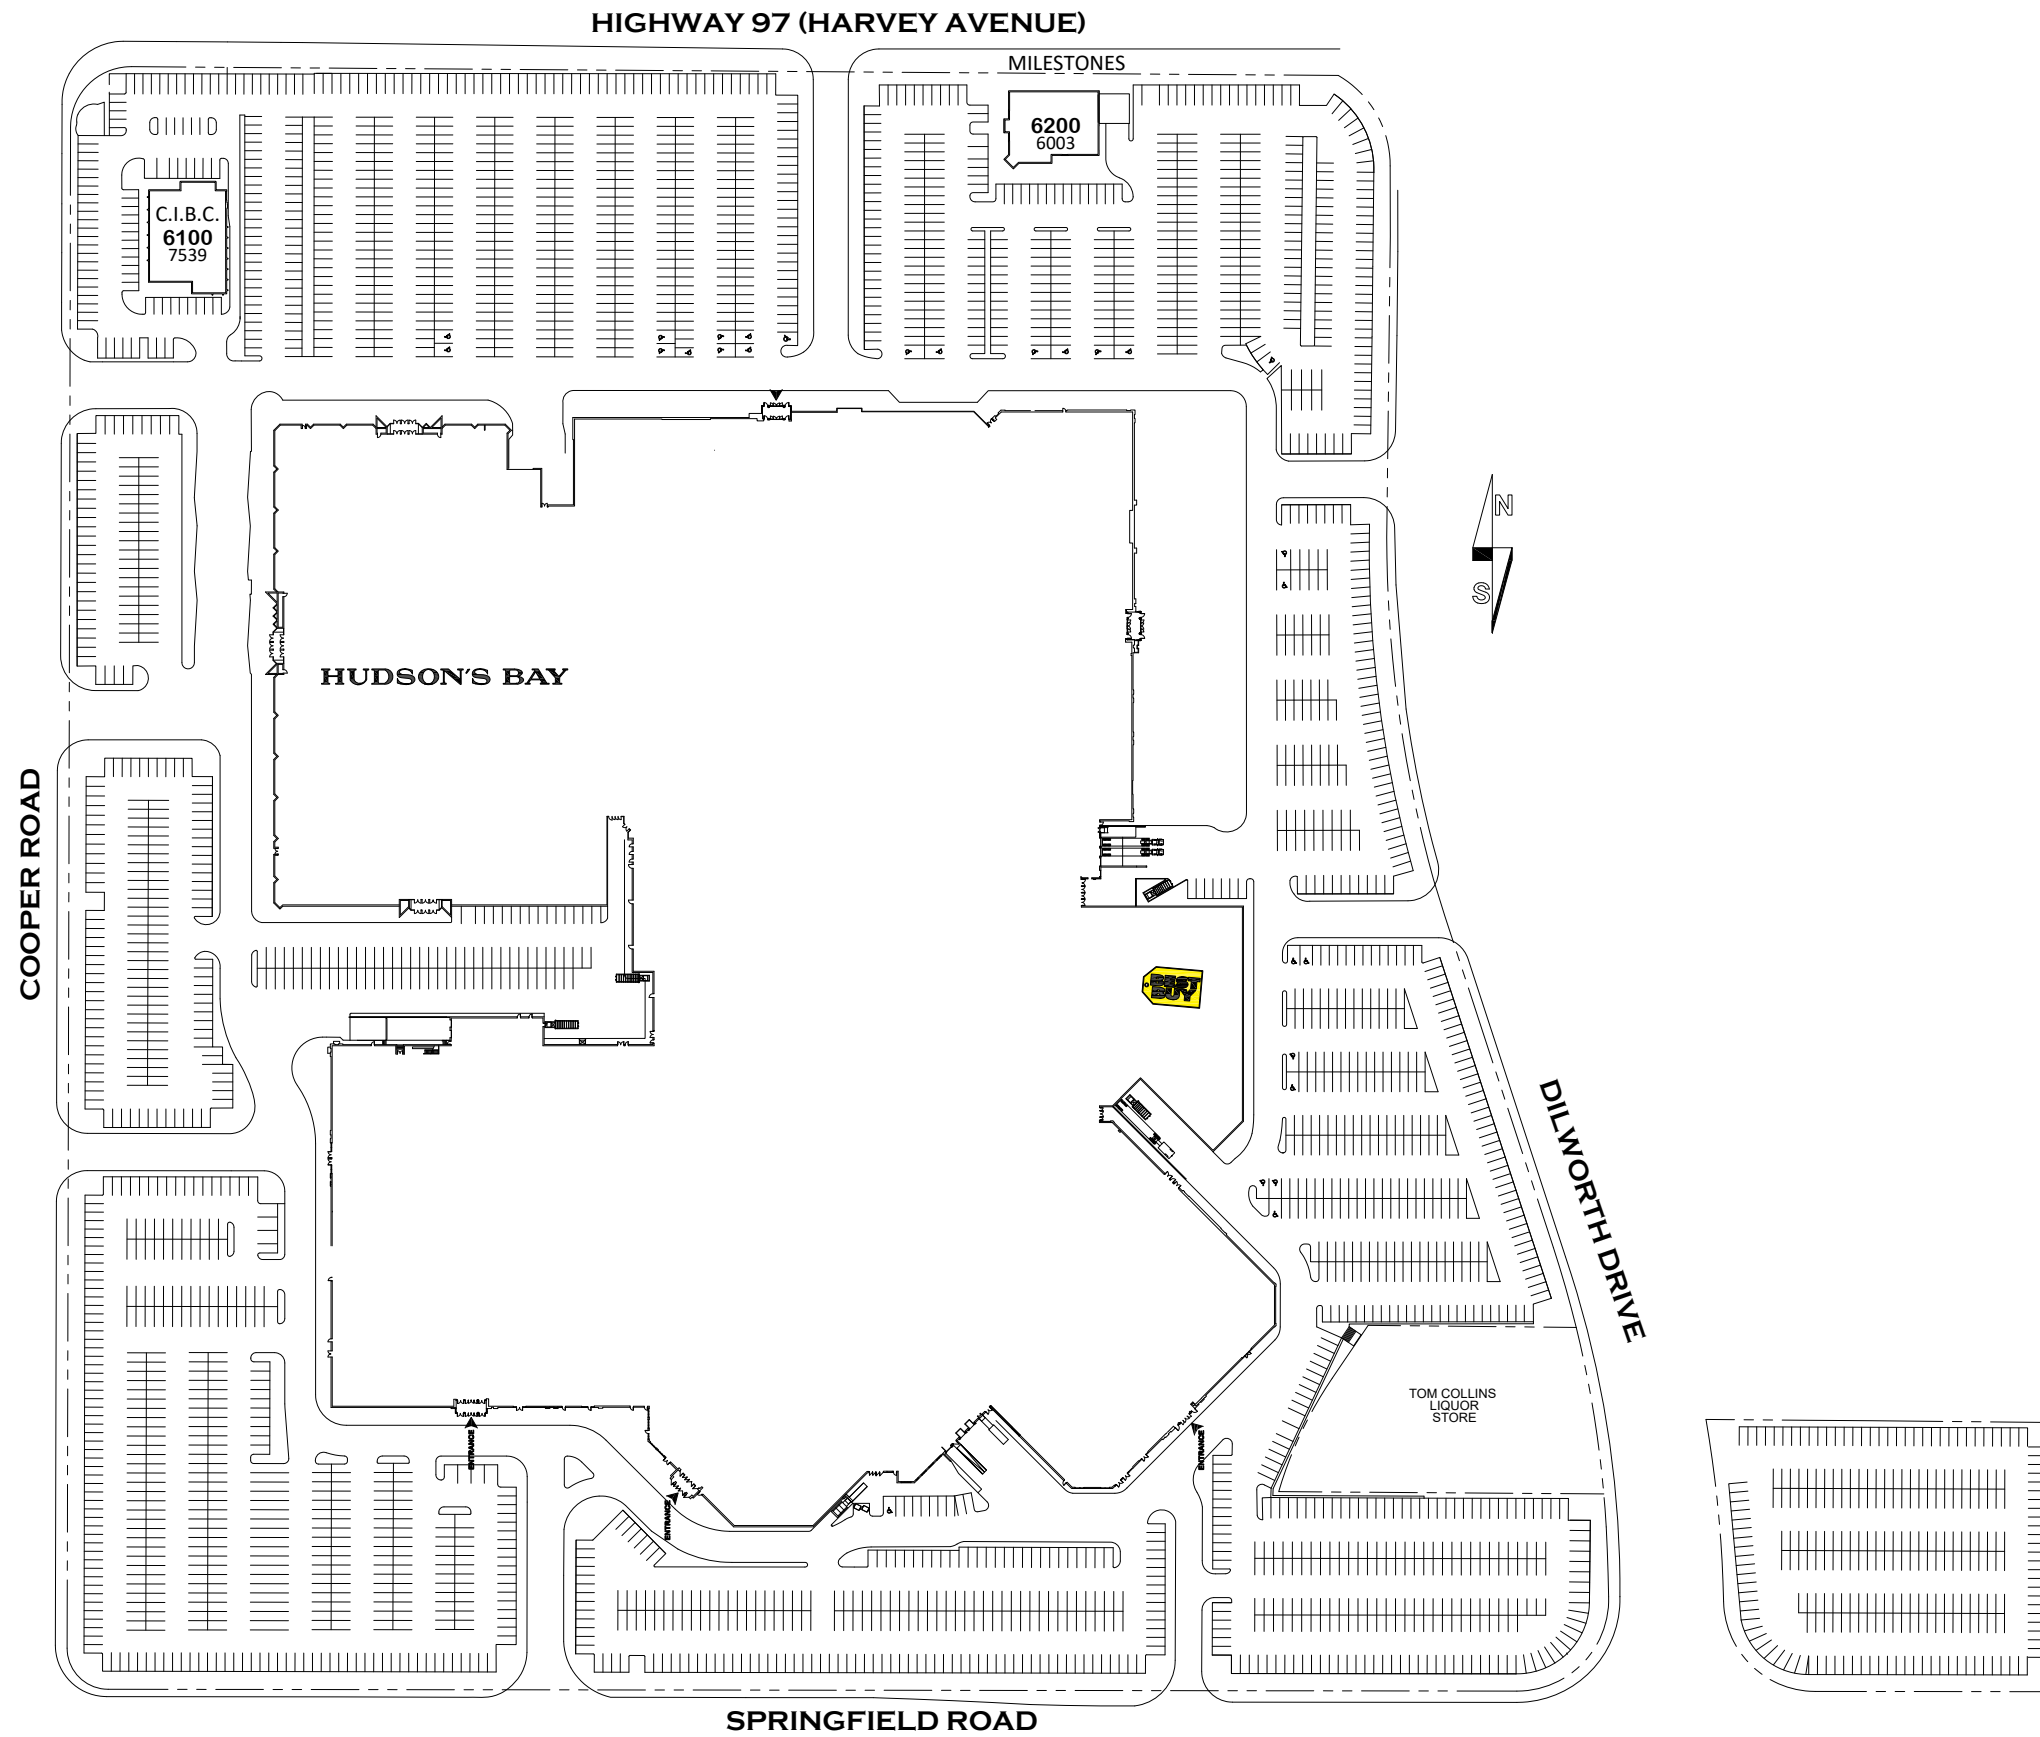 HIGHWAY 97 (HARVEY AVENUE)
MILESTONES
6200
6003
C.I.B.C.
6100
7539
N
S
HUDSON'S BAY
COOPER ROAD
BEST
BUY
DILWORTH DRIVE
TOM COLLINS
LIQUOR
STORE
ENTRANCE
ENTRANCE
ENTRANCE
SPRINGFIELD ROAD